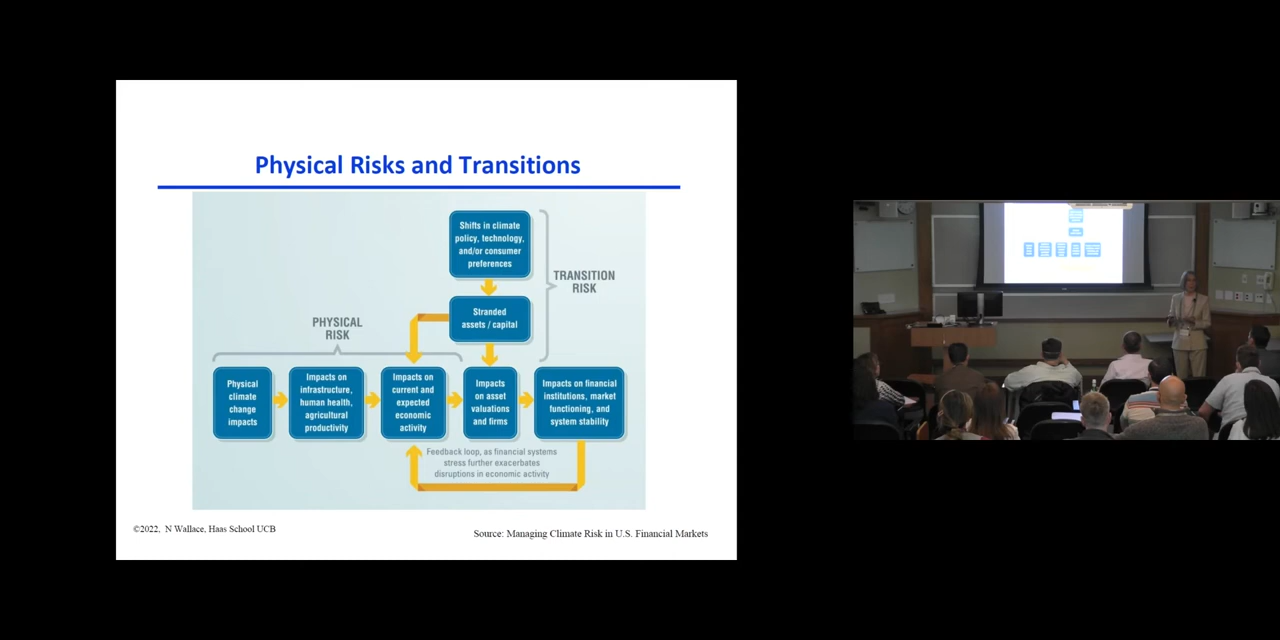 Physical Risks and Transitions
Shifts in climate
policy, technology,
and/or consumer
preferences
TRANSITION
RISK
Stranded
assets / capital
PHYSICAL
RISK
Physical
climate
change
impacts
Impacts on
infrastructure,
human health,
agricultural
productivity
Impacts on
current and
expected
economic
activity
Impacts
on asset
valuations
and firms
Impacts on financial
institutions, market
functioning, and
system stability
Feedback loop, as financial systems
stress further exacerbates
disruptions in economic activity
©2022, N Wallace, Haas School UCB
Source: Managing Climate Risk in U.S. Financial Markets